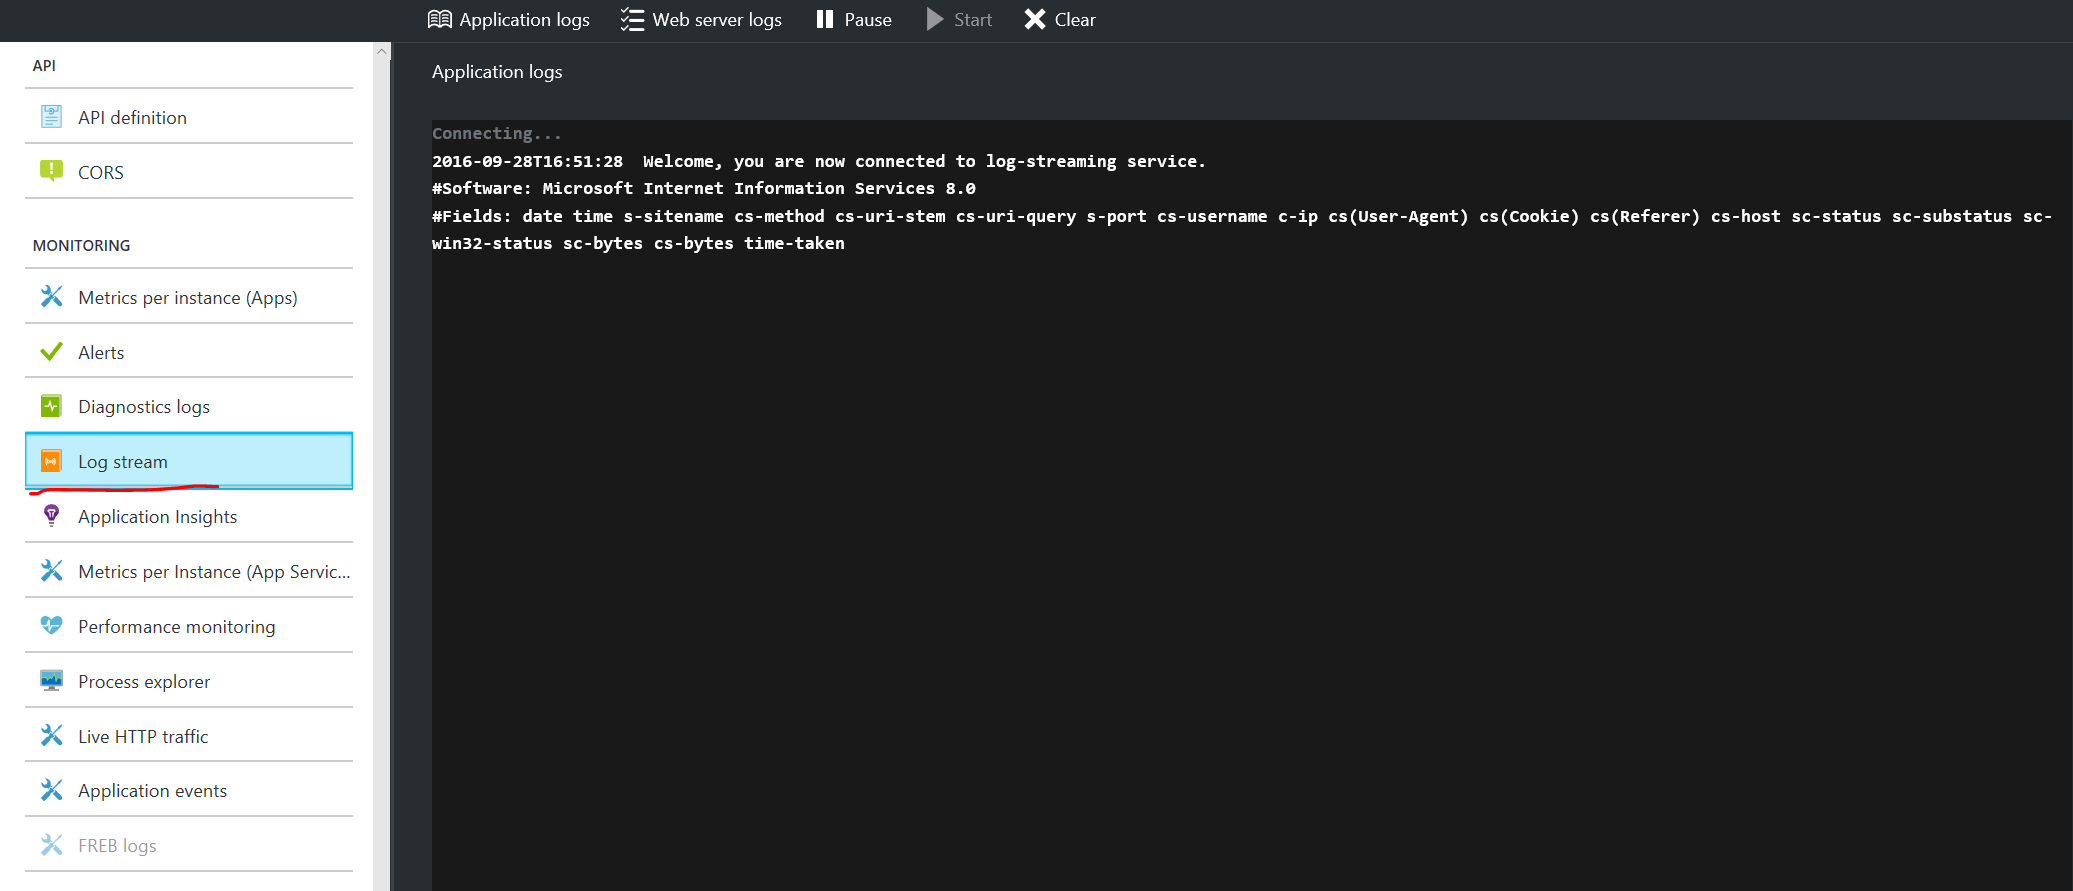 Application logs
Web server logs
Pause
Start
Clear
API
API definition
CORS
MONITORING
Metrics per instance (Apps)
Alerts
Diagnostics logs
Log stream
Application Insights
Metrics per Instance (App Servic...
Performance monitoring
Process explorer
Live HTTP traffic
Application events
FREB logs
Application logs
Connecting...
2016-09-28T16:51:28  Welcome, you are now connected to log-streaming service.
#Software: Microsoft Internet Information Services 8.0
#Fields: date time s-sitename cs-method cs-uri-stem cs-uri-query s-port cs-username c-ip cs(User-Agent) cs(Cookie) cs(Referer) cs-host sc-status sc-substatus sc-
win32-status sc-bytes cs-bytes time-taken